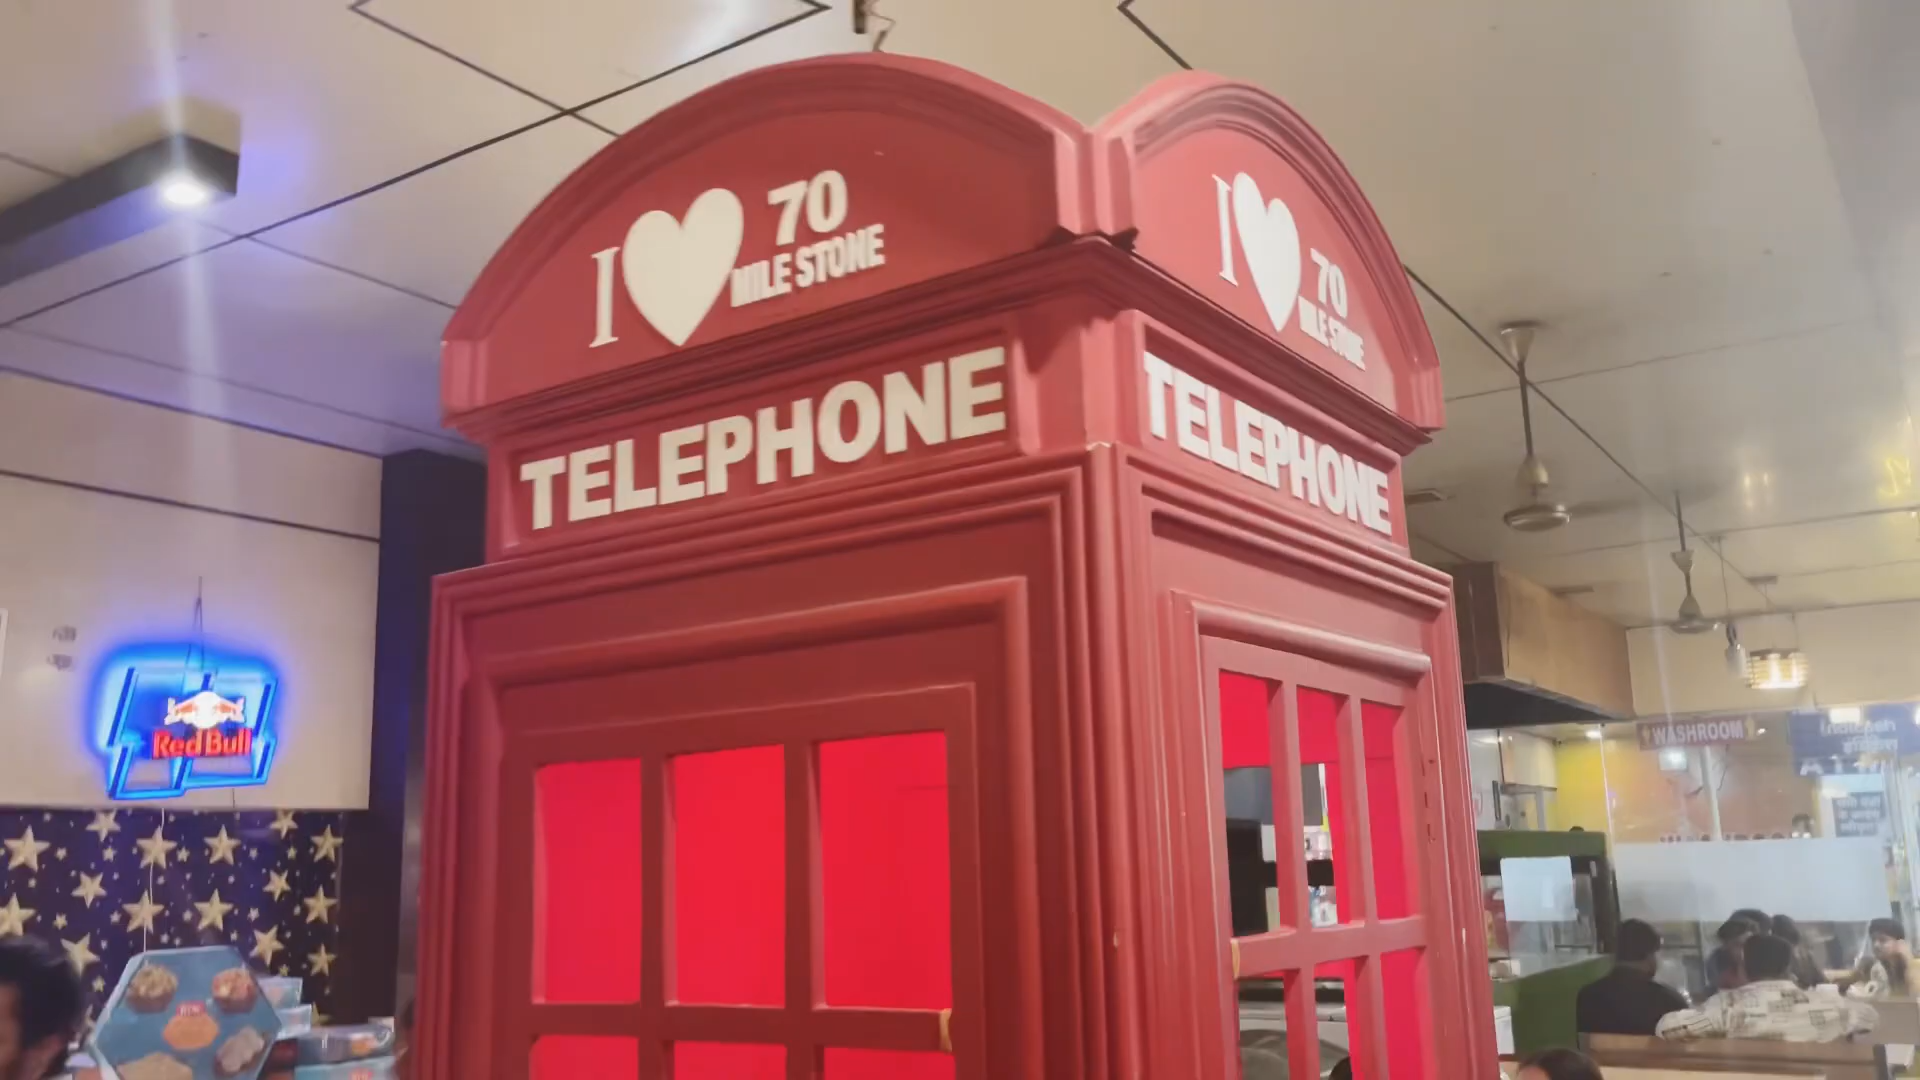 I ♥ 70
MILE STONE
TELEPHONE
I ♥ 70
MILE STONE
TELEPHONE
Red Bull
WASHROOM